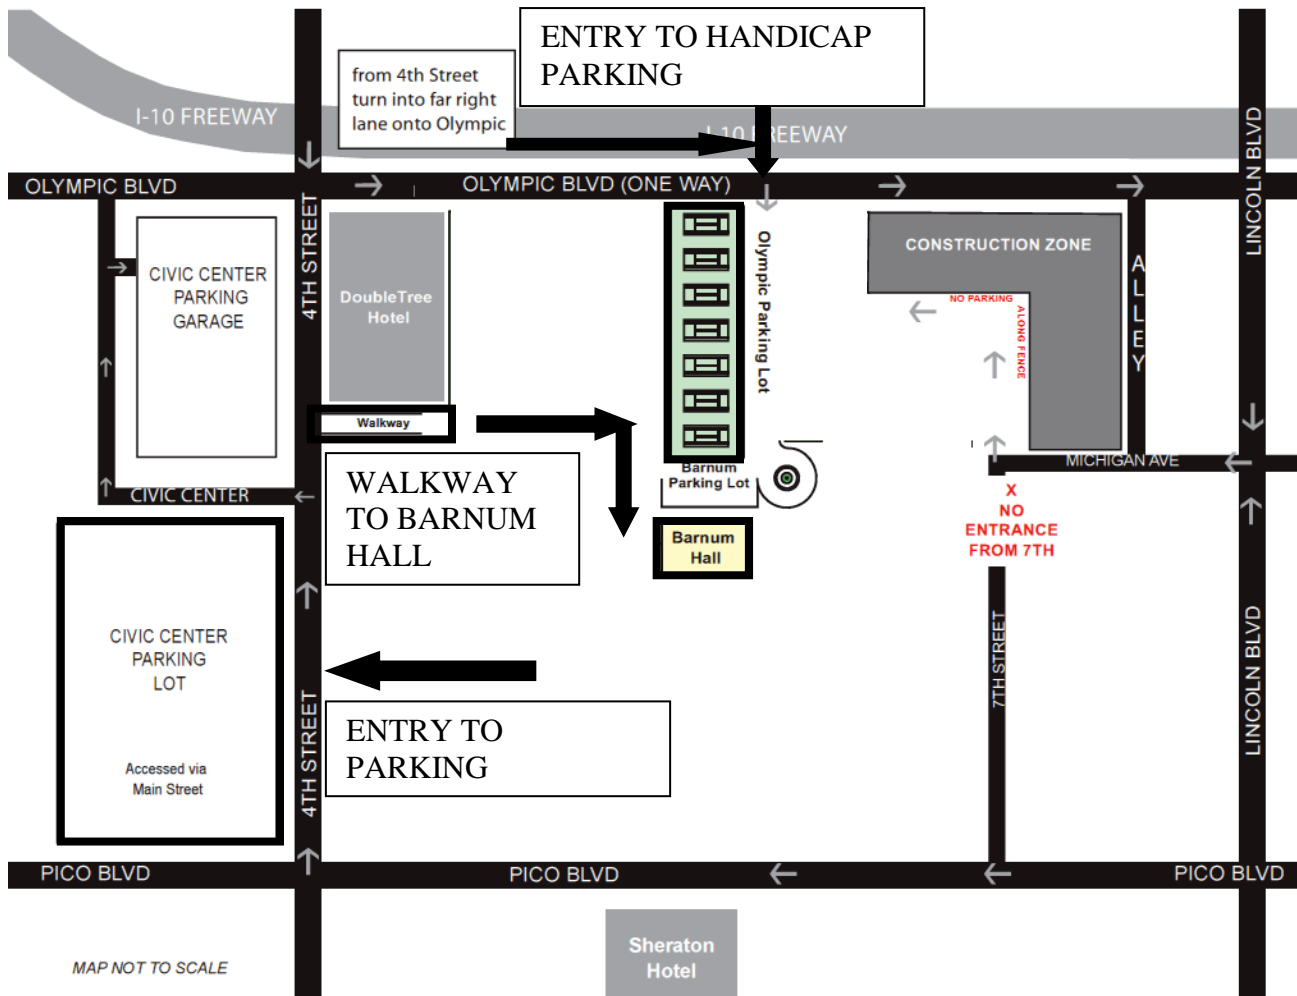 ENTRY TO HANDICAP
PARKING
from 4th Street
turn into far right
lane onto Olympic
I-10 FREEWAY
I-10 FREEWAY
LINCOLN BLVD
OLYMPIC BLVD
OLYMPIC BLVD (ONE WAY)
4TH STREET
CIVIC CENTER
PARKING
GARAGE
DoubleTree
Hotel
Olympic Parking Lot
CONSTRUCTION ZONE
NO PARKING
ALONG FENCE
ALLEY
Walkway
WALKWAY
TO BARNUM
HALL
Barnum
Parking Lot
MICHIGAN AVE
CIVIC CENTER
X
NO
ENTRANCE
FROM 7TH
Barnum
Hall
CIVIC CENTER
PARKING
LOT
Accessed via
Main Street
4TH STREET
ENTRY TO
PARKING
7TH STREET
LINCOLN BLVD
PICO BLVD
PICO BLVD
PICO BLVD
Sheraton
Hotel
MAP NOT TO SCALE